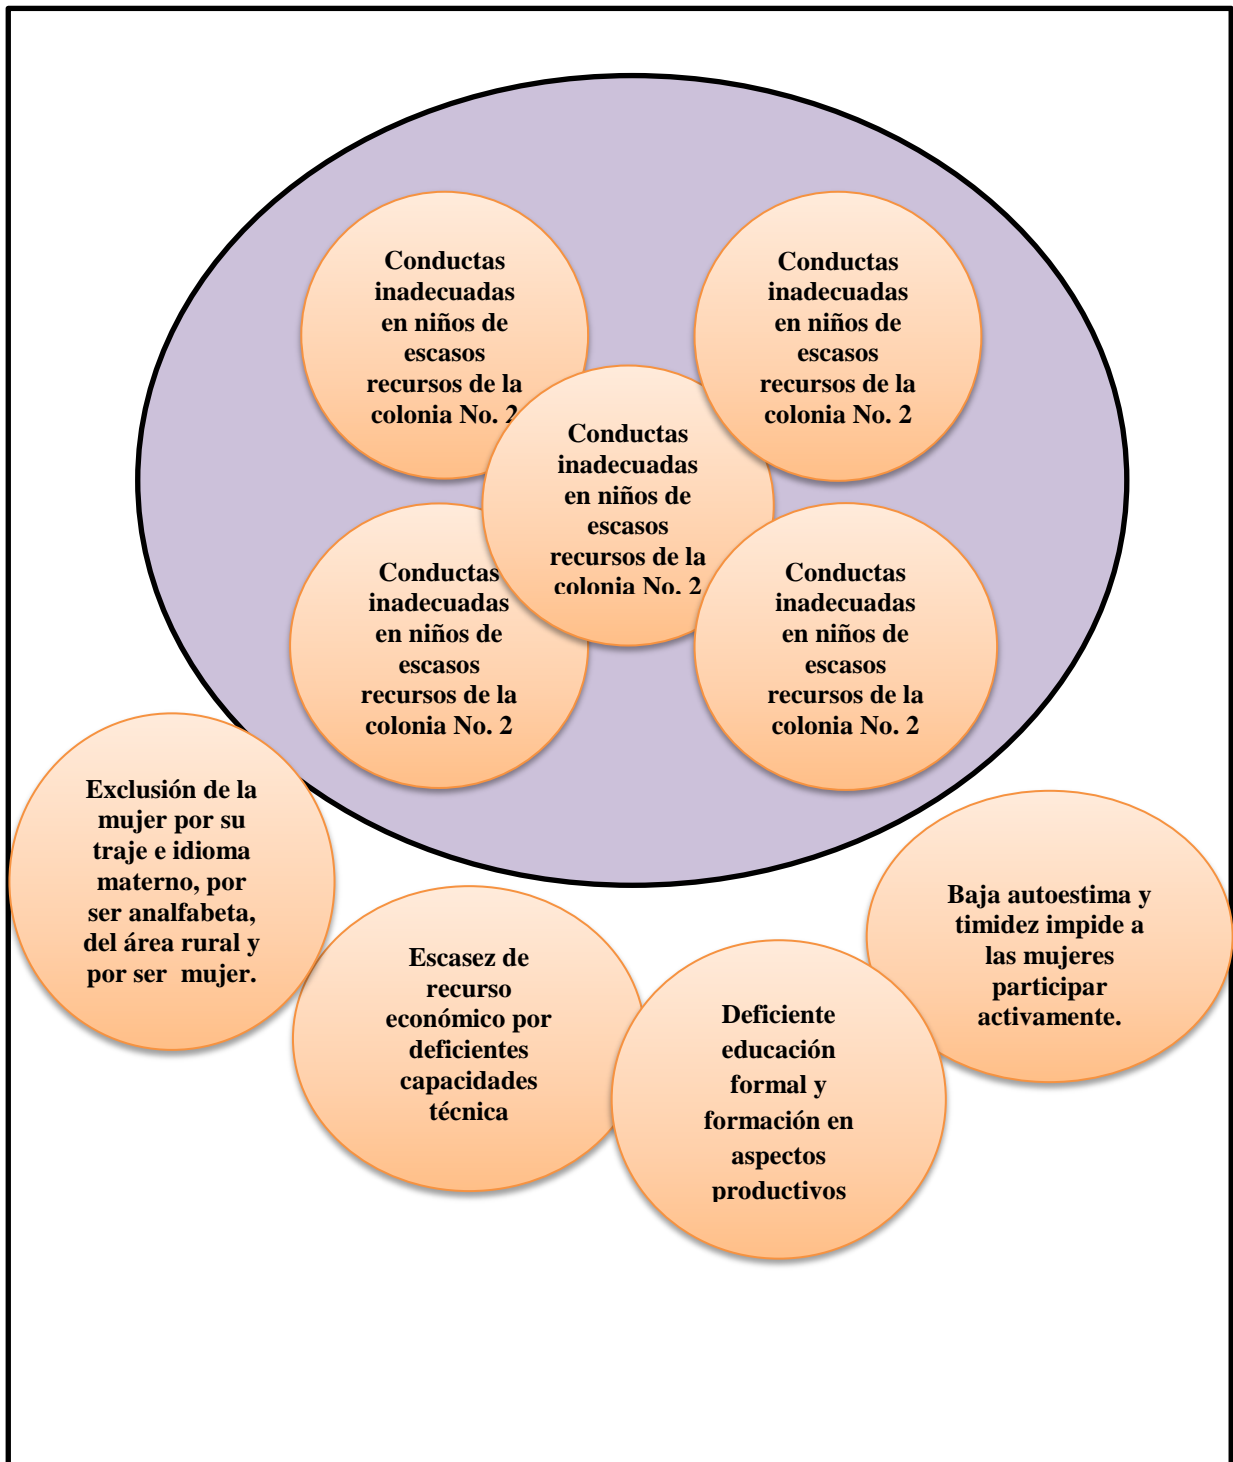 Conductas
inadecuadas
en niños de
escasos
recursos de la
colonia No. 2
Conductas
inadecuadas
en niños de
escasos
recursos de la
colonia No. 2
Conductas
inadecuadas
en niños de
escasos
recursos de la
colonia No. 2
Conductas
inadecuadas
en niños de
escasos
recursos de la
colonia No. 2
Conductas
inadecuadas
en niños de
escasos
recursos de la
colonia No. 2
Exclusión de la
mujer por su
traje e idioma
materno, por
ser analfabeta,
del área rural y
por ser mujer.
Escasez de
recurso
económico por
deficientes
capacidades
técnica
Deficiente
educación
formal y
formación en
aspectos
productivos
Baja autoestima y
timidez impide a
las mujeres
participar
activamente.